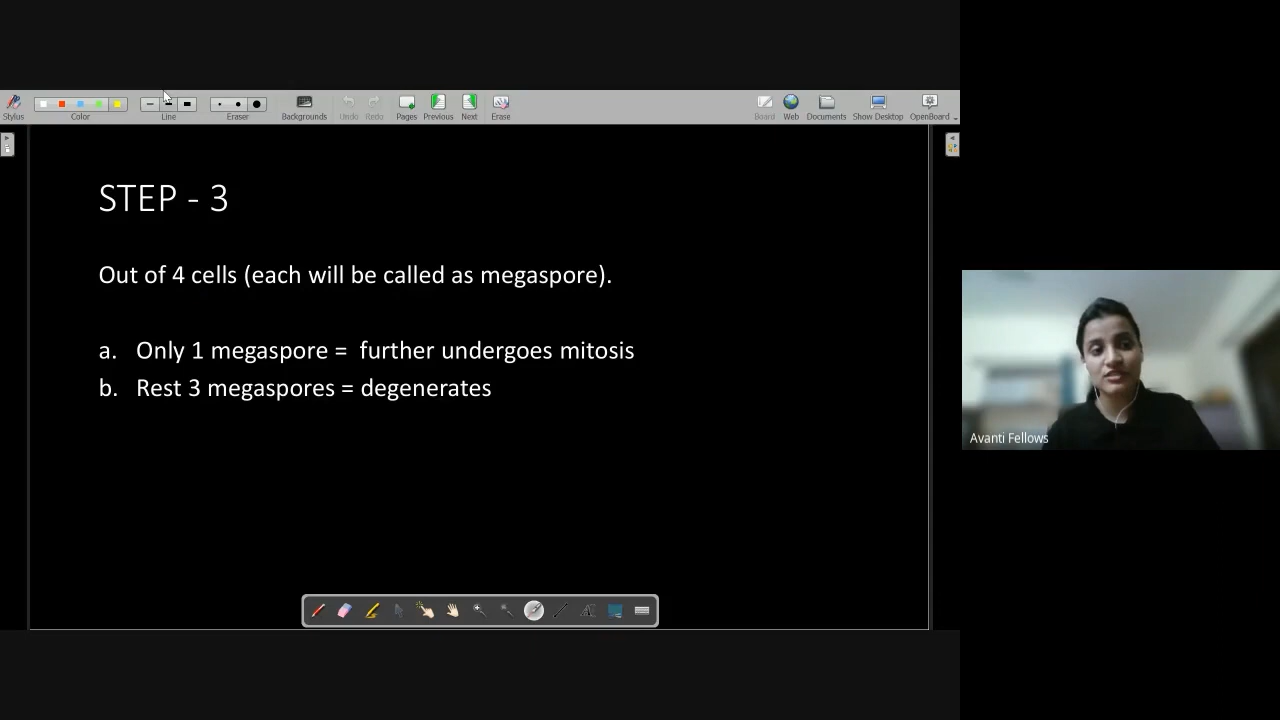 Stylus
Color
Line
Eraser
Backgrounds
Undo
Redo
Pages
Previous
Next
Erase
Board
Web
Documents
Show Desktop
OpenBoard
STEP - 3
Out of 4 cells (each will be called as megaspore).
a. Only 1 megaspore = further undergoes mitosis
b. Rest 3 megaspores = degenerates
Avanti Fellows